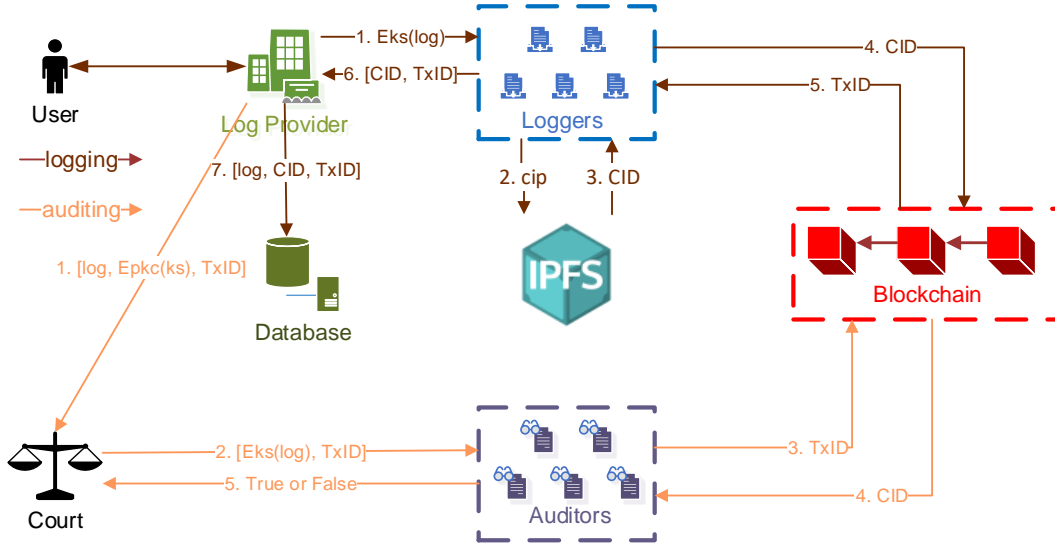 1. Eks(log)
4. CID
6. [CID, TxID]
5. TxID
User
Log Provider
Loggers
logging
7. [log, CID, TxID]
2. cip
3. CID
auditing
1. [log, Epkc(ks), TxID]
IPFS
Blockchain
Database
2. [Eks(log), TxID]
3. TxID
5. True or False
4. CID
Court
Auditors